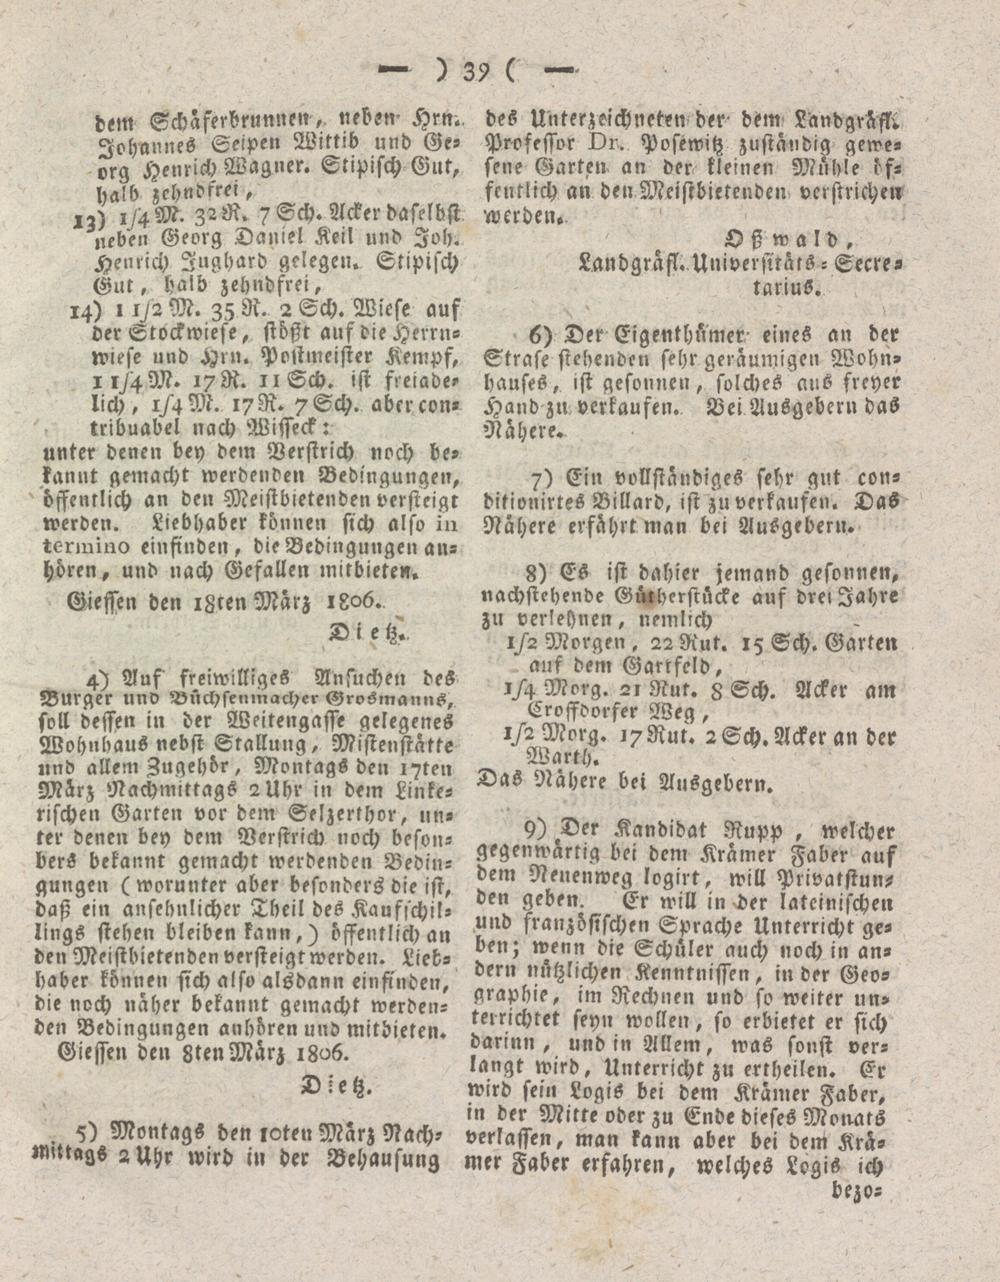 — ) 39 ( —
dem Schäferbrunnen, neben Hrn.
Johannes Seipen Wittib und Ge-
org Henrich Wagner. Stipisch Gut,
halb zehndfrei,
13) 1/4 M. 32 R. 7 Sch. Acker daselbst
neben Georg Daniel Keil und Joh.
Henrich Jughard gelegen. Stipisch
Gut, halb zehndfrei,
14) 1 1/2 M. 35 R. 2 Sch. Wiese auf
der Stockwiese, stößt auf die Herrn-
wiese und Hrn. Postmeister Kempf,
1 1/4 M. 17 R. 11 Sch. ist freiade-
lich, 1/4 M. 17 R. 7 Sch. aber con-
tribuabel nach Wisseck:
unter denen bey dem Verstrich noch be-
kannt gemacht werdenden Bedingungen,
öffentlich an den Meistbietenden versteigt
werden. Liebhaber können sich also in
termino einfinden, die Bedingungen an-
hören, und nach Gefallen mitbieten.
Giessen den 18ten März 1806.
Dietz.
4) Auf freiwilliges Ansuchen des
Burger und Büchsenmacher Grosmanns,
soll dessen in der Weitengasse gelegenes
Wohnhaus nebst Stallung, Mistenstätte
und allem Zugehör, Montags den 17ten
März Nachmittags 2 Uhr in dem Linke-
rischen Garten vor dem Selzerthor, un-
ter denen bey dem Verstrich noch beson-
bers bekannt gemacht werdenden Bedin-
gungen (worunter aber besonders die ist,
daß ein ansehnlicher Theil des Kaufschil-
lings stehen bleiben kann,) öffentlich an
den Meistbietenden versteigt werden. Lieb-
haber können sich also alsdann einfinden,
die noch näher bekannt gemacht werden-
den Bedingungen anhören und mitbieten.
Giessen den 8ten März 1806.
Dietz.
5) Montags den 10ten März Nach-
mittags 2 Uhr wird in der Behausung
des Unterzeichneten der dem Landgräfl.
Professor Dr. Posewitz zuständig gewe-
sene Garten an der kleinen Mühle öf-
fentlich an den Meistbietenden verstrichen
werden.
Oßwald,
Landgräfl. Universitäts-Secre-
tarius.
6) Der Eigenthümer eines an der
Strase stehenden sehr geräumigen Wohn-
hauses, ist gesonnen, solches aus freyer
Hand zu verkaufen. Bei Ausgebern das
Nähere.
7) Ein vollständiges sehr gut con-
ditionirtes Billard, ist zu verkaufen. Das
Nähere erfährt man bei Ausgebern.
8) Es ist dahier jemand gesonnen,
nachstehende Gütherstücke auf drei Jahre
zu verlehnen, nemlich
1/2 Morgen, 22 Rut. 15 Sch. Garten
auf dem Gartfeld,
1/4 Morg. 21 Rut. 8 Sch. Acker am
Croffdorfer Weg,
1/2 Morg. 17 Rut. 2 Sch. Acker an der
Warth.
Das Nähere bei Ausgebern.
9) Der Kandidat Rupp, welcher
gegenwärtig bei dem Krämer Faber auf
dem Neuenweg logirt, will Privatstun-
den geben. Er will in der lateinischen
und französischen Sprache Unterricht ge-
ben; wenn die Schüler auch noch in an-
dern nützlichen Kenntnissen, in der Geo-
graphie, im Rechnen und so weiter un-
terrichtet seyn wollen, so erbietet er sich
darinn, und in Allem, was sonst ver-
langt wird, Unterricht zu ertheilen. Er
wird sein Logis bei dem Krämer Faber,
in der Mitte oder zu Ende dieses Monats
verlassen, man kann aber bei dem Krä-
mer Faber erfahren, welches Logis ich
bezo-